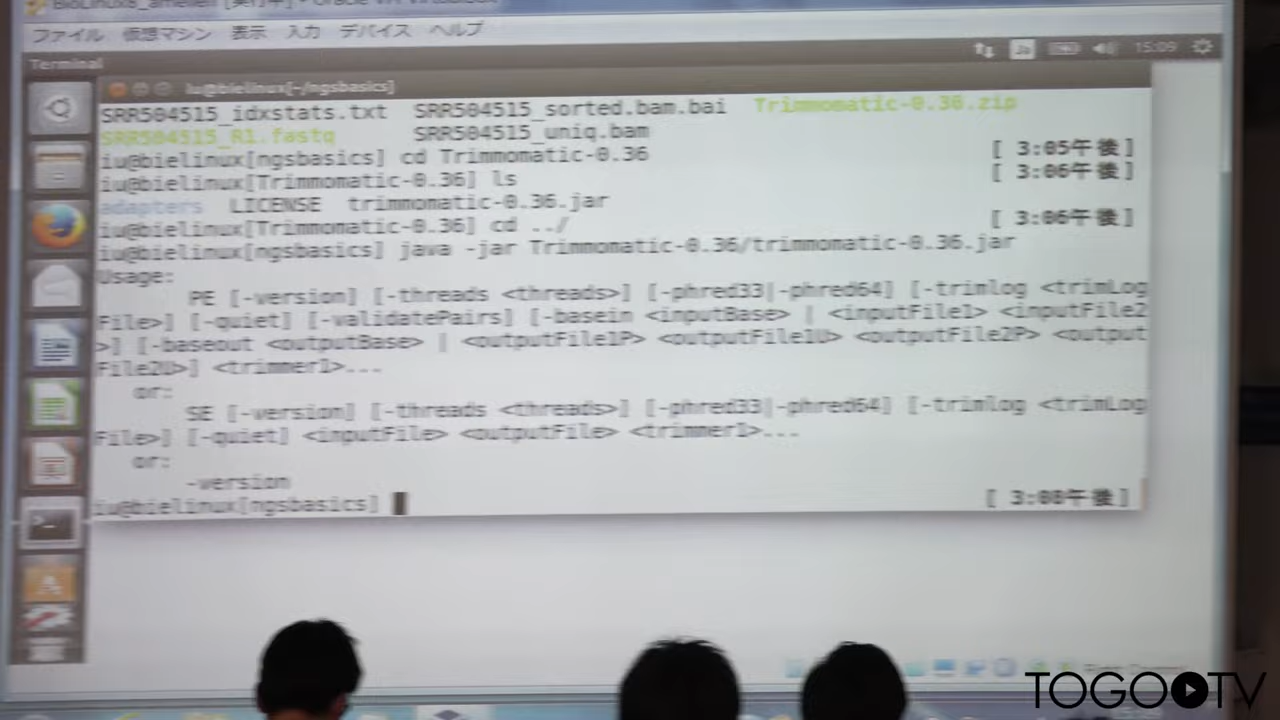 ファイル 仮想マシン 表示 入力 デバイス ヘルプ
Terminal
15:09
iu@bielinux[~/ngsbasics]
SRR504515_idxstats.txt SRR504515_sorted.bam.bai Trimmomatic-0.36.zip
SRR504515_R1.fastq SRR504515_uniq.bam
iu@bielinux[ngsbasics] cd Trimmomatic-0.36 [ 3:05午後]
iu@bielinux[Trimmomatic-0.36] ls [ 3:06午後]
adapters LICENSE trimmomatic-0.36.jar
iu@bielinux[Trimmomatic-0.36] cd ../ [ 3:06午後]
iu@bielinux[ngsbasics] java -jar Trimmomatic-0.36/trimmomatic-0.36.jar
Usage:
PE [-version] [-threads <threads>] [-phred33|-phred64] [-trimlog <trimLog
File>] [-quiet] [-validatePairs] [-basein <inputBase> | <inputFile1> <inputFile2
>] [-baseout <outputBase> | <outputFile1P> <outputFile1U> <outputFile2P> <output
File2U>] <trimmer1>...
or:
SE [-version] [-threads <threads>] [-phred33|-phred64] [-trimlog <trimLog
File>] [-quiet] <inputFile> <outputFile> <trimmer1>...
or:
-version
iu@bielinux[ngsbasics] [ 3:08午後]
TOGOTV